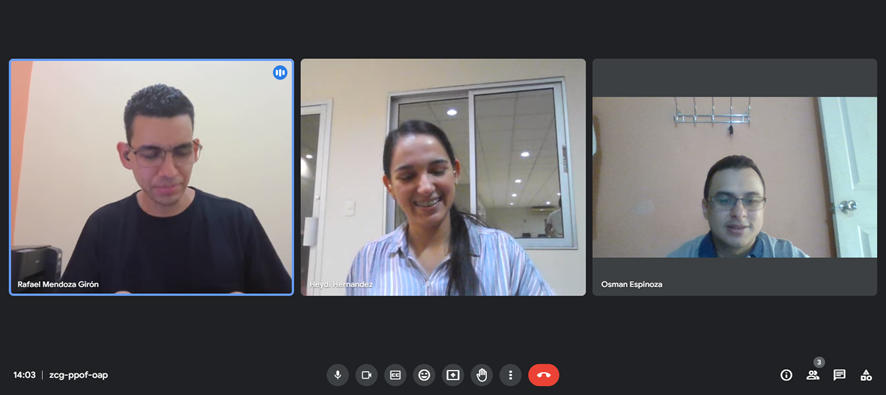 Rafael Mendoza Girón
Heydi Hernandez
Osman Espinoza
14:03 | zcg-ppof-oap
3